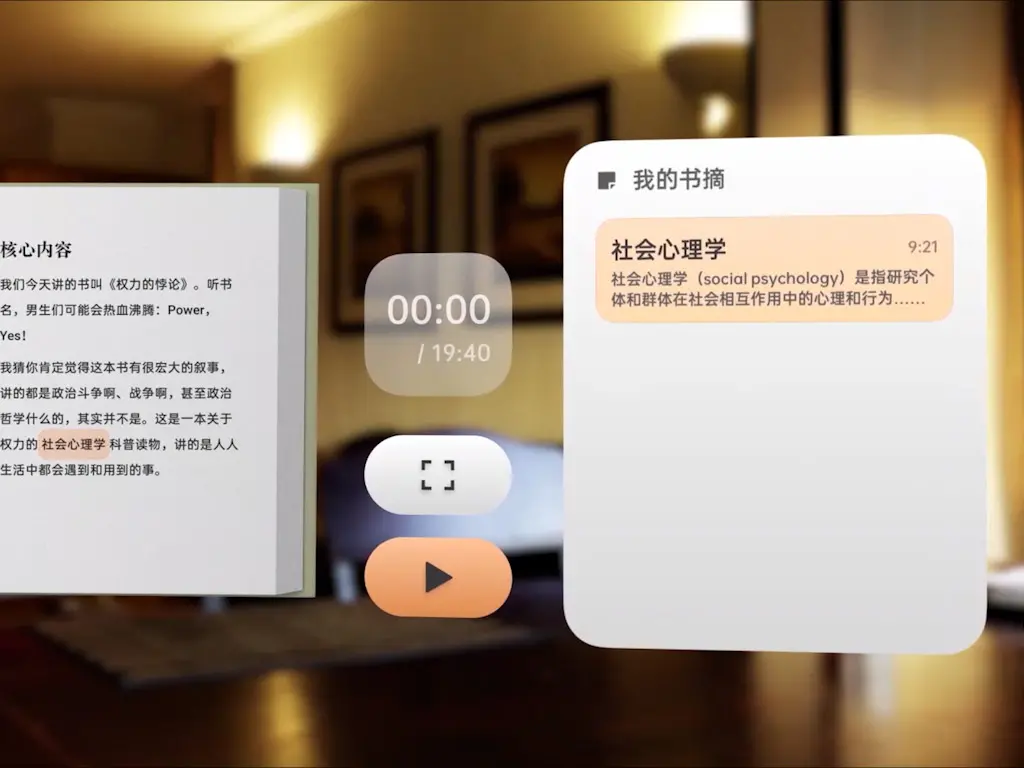 核心内容
我们今天讲的书叫《权力的悖论》。听书
名，男生们可能会热血沸腾：Power，
Yes！
我猜你肯定觉得这本书有很宏大的叙事，
讲的都是政治斗争啊、战争啊，甚至政治
哲学什么的，其实并不是。这是一本关于
权力的社会心理学科普读物，讲的是人人
生活中都会遇到和用到的事。
00:00
/ 19:40
我的书摘
社会心理学 9:21
社会心理学（social psychology）是指研究个
体和群体在社会相互作用中的心理和行为……